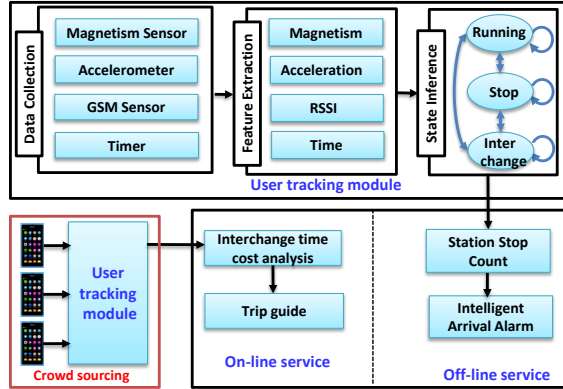 Data Collection
Magnetism Sensor
Accelerometer
GSM Sensor
Timer
Feature Extraction
Magnetism
Acceleration
RSSI
Time
State Inference
Running
Stop
Inter
change
User tracking module
User
tracking
module
Crowd sourcing
Interchange time
cost analysis
Trip guide
On-line service
Station Stop
Count
Intelligent
Arrival Alarm
Off-line service